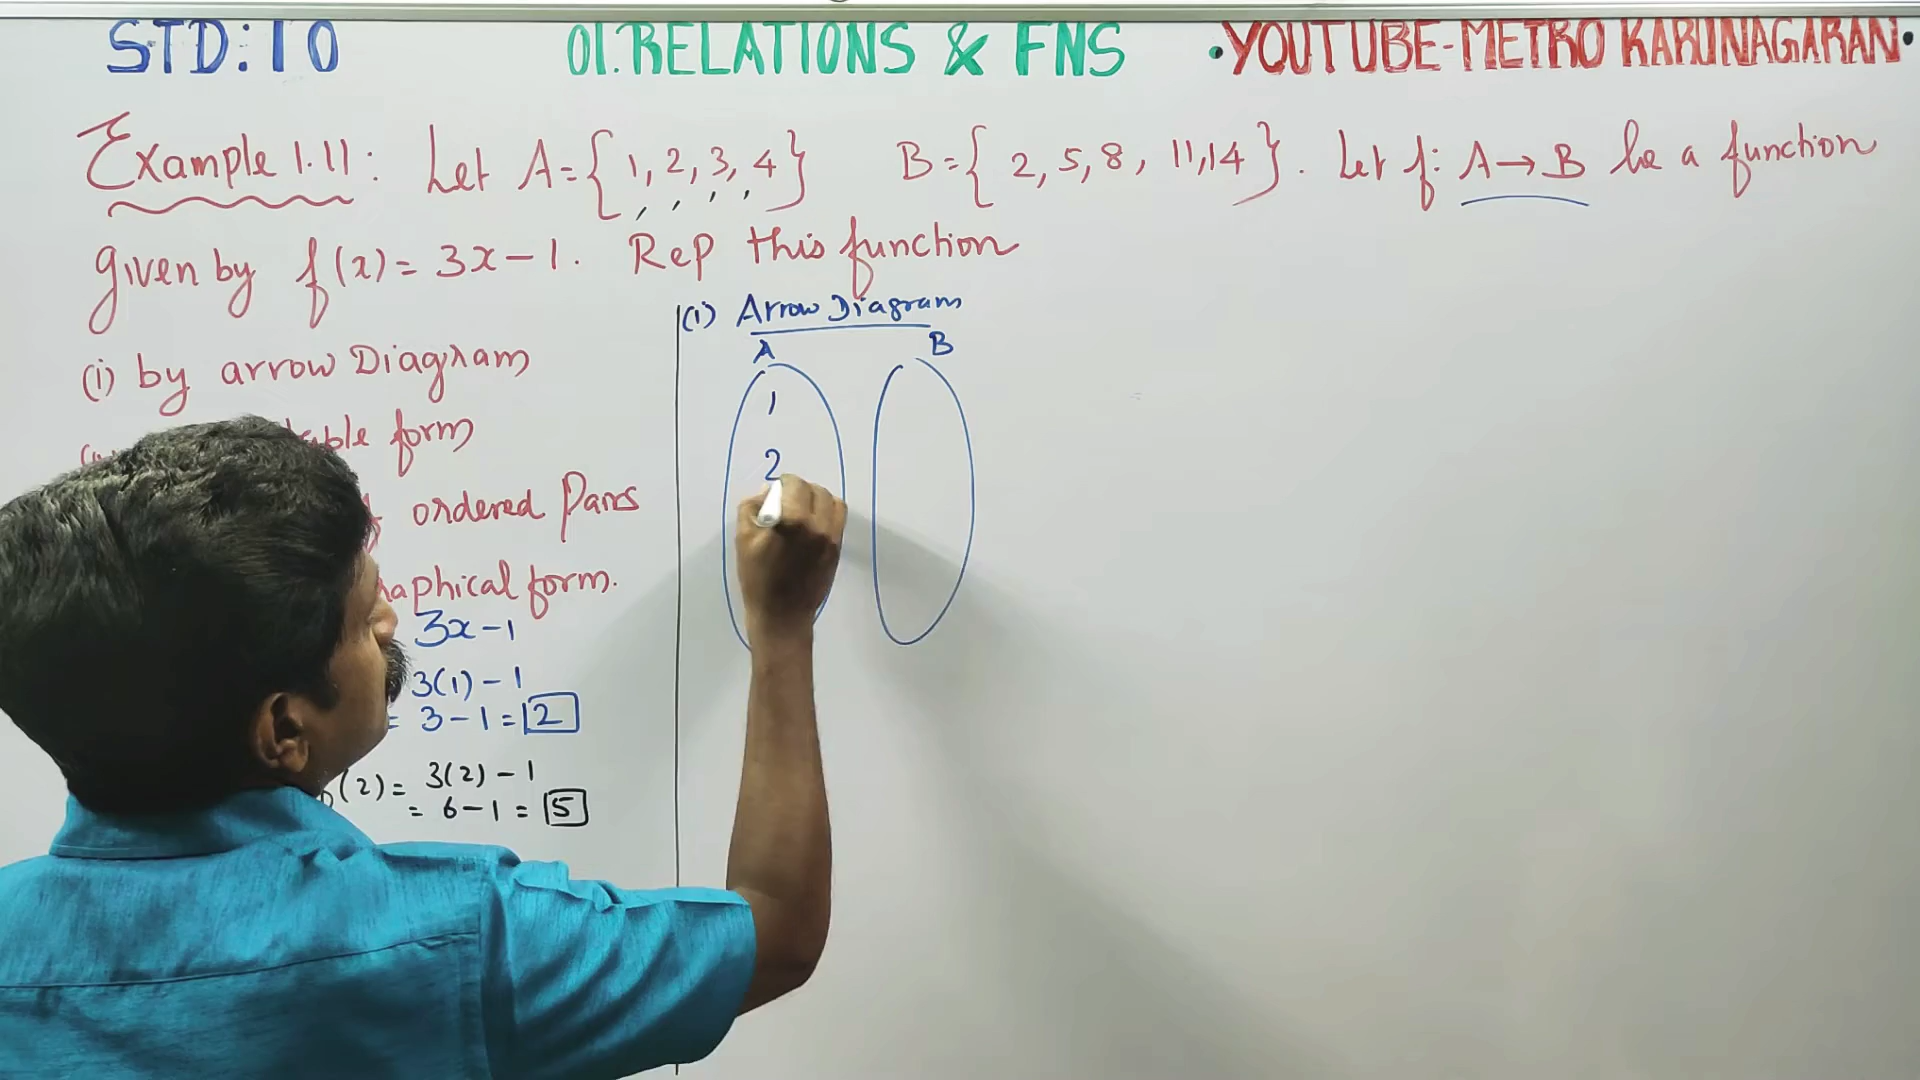 STD:10 01.RELATIONS & FNS •YOUTUBE-METRO KARUNAGARAN•
Example 1.11: Let A={1,2,3,4} B={2,5,8,11,14}. Let f: A→B be a function
given by f(x)=3x-1. Rep this function
(i) by arrow Diagram
form
ordered Pairs
form.
3x-1
3(1)-1
= 3-1=2
(2)= 3(2)-1
= 6-1=5
(i) Arrow Diagram
A B
1
2